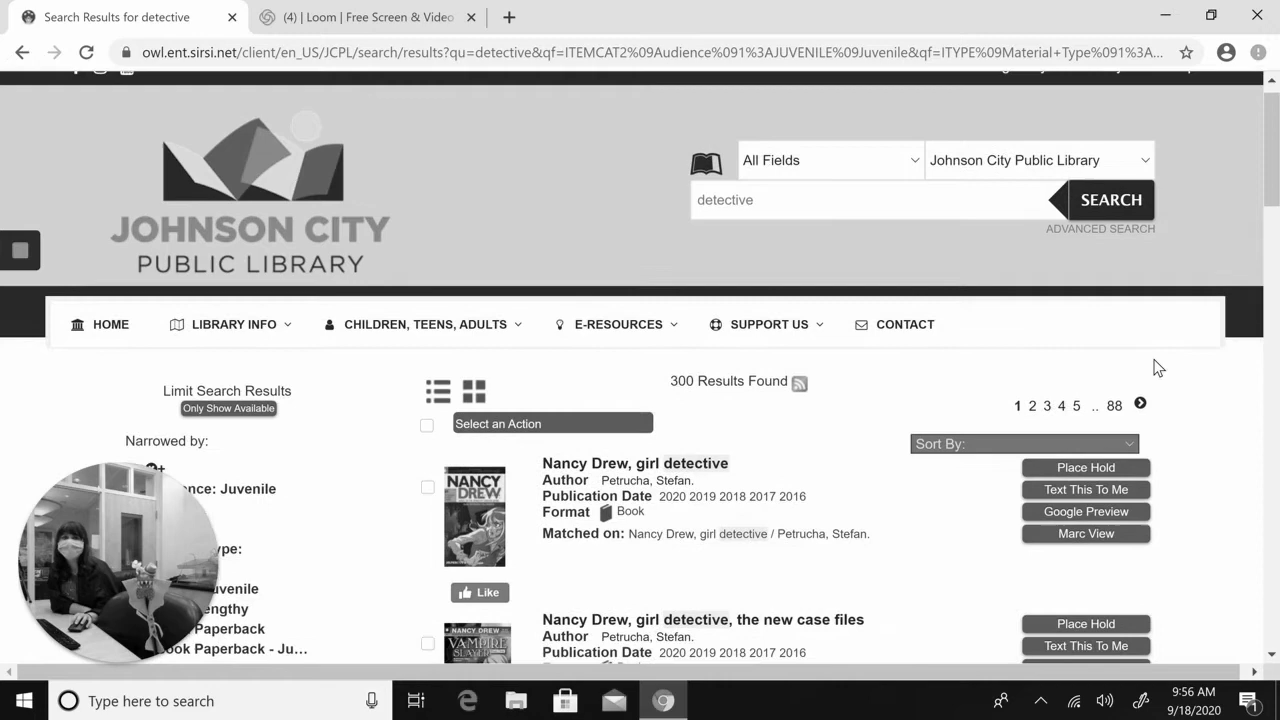 Search Results for detective
(4) | Loom | Free Screen & Video
owl.ent.sirsi.net/client/en_US/JCPL/search/results?qu=detective&qf=ITEMCAT2%09Audience%091%3AJUVENILE%09Juvenile&qf=ITYPE%09Material+Type%091%3A...
JOHNSON CITY
PUBLIC LIBRARY
All Fields
Johnson City Public Library
detective
SEARCH
ADVANCED SEARCH
HOME
LIBRARY INFO
CHILDREN, TEENS, ADULTS
E-RESOURCES
SUPPORT US
CONTACT
Limit Search Results
Only Show Available
Narrowed by:
ence: Juvenile
ype:
venile
engthy
Paperback
ook Paperback - Ju...
300 Results Found
1 2 3 4 5 .. 88
Select an Action
Sort By:
NANCY DREW
Nancy Drew, girl detective
Author Petrucha, Stefan.
Publication Date 2020 2019 2018 2017 2016
Format Book
Matched on: Nancy Drew, girl detective / Petrucha, Stefan.
Place Hold
Text This To Me
Google Preview
Marc View
Like
NANCY DREW
VAMPIRE
SLAYER
Nancy Drew, girl detective, the new case files
Author Petrucha, Stefan.
Publication Date 2020 2019 2018 2017 2016
Place Hold
Text This To Me
Type here to search
9:56 AM
9/18/2020
1